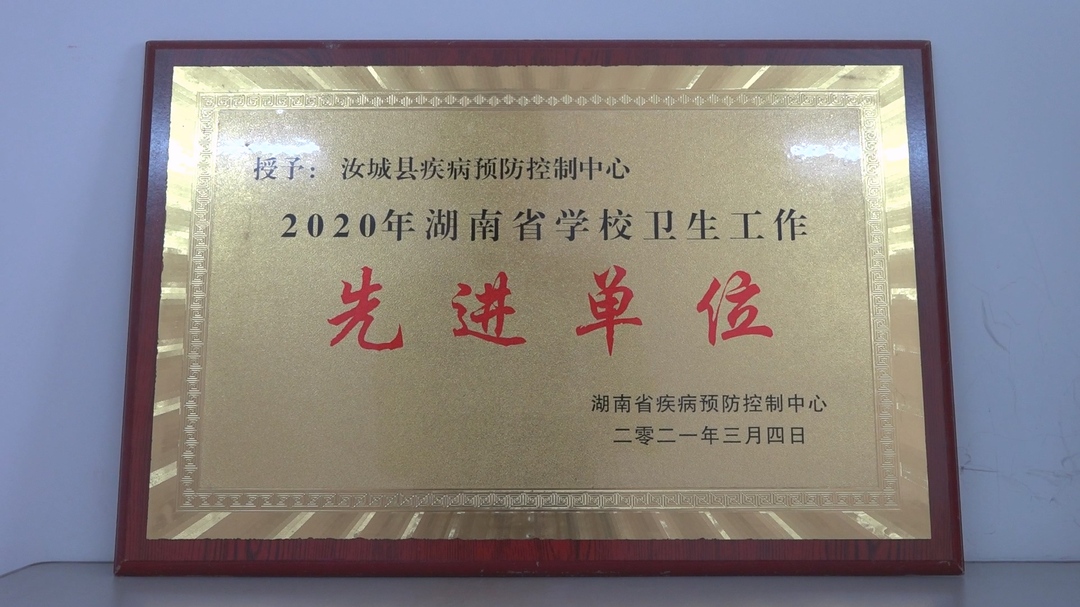 授予： 汝城县疾病预防控制中心
2020年湖南省学校卫生工作
先进单位
湖南省疾病预防控制中心
二零二一年三月四日